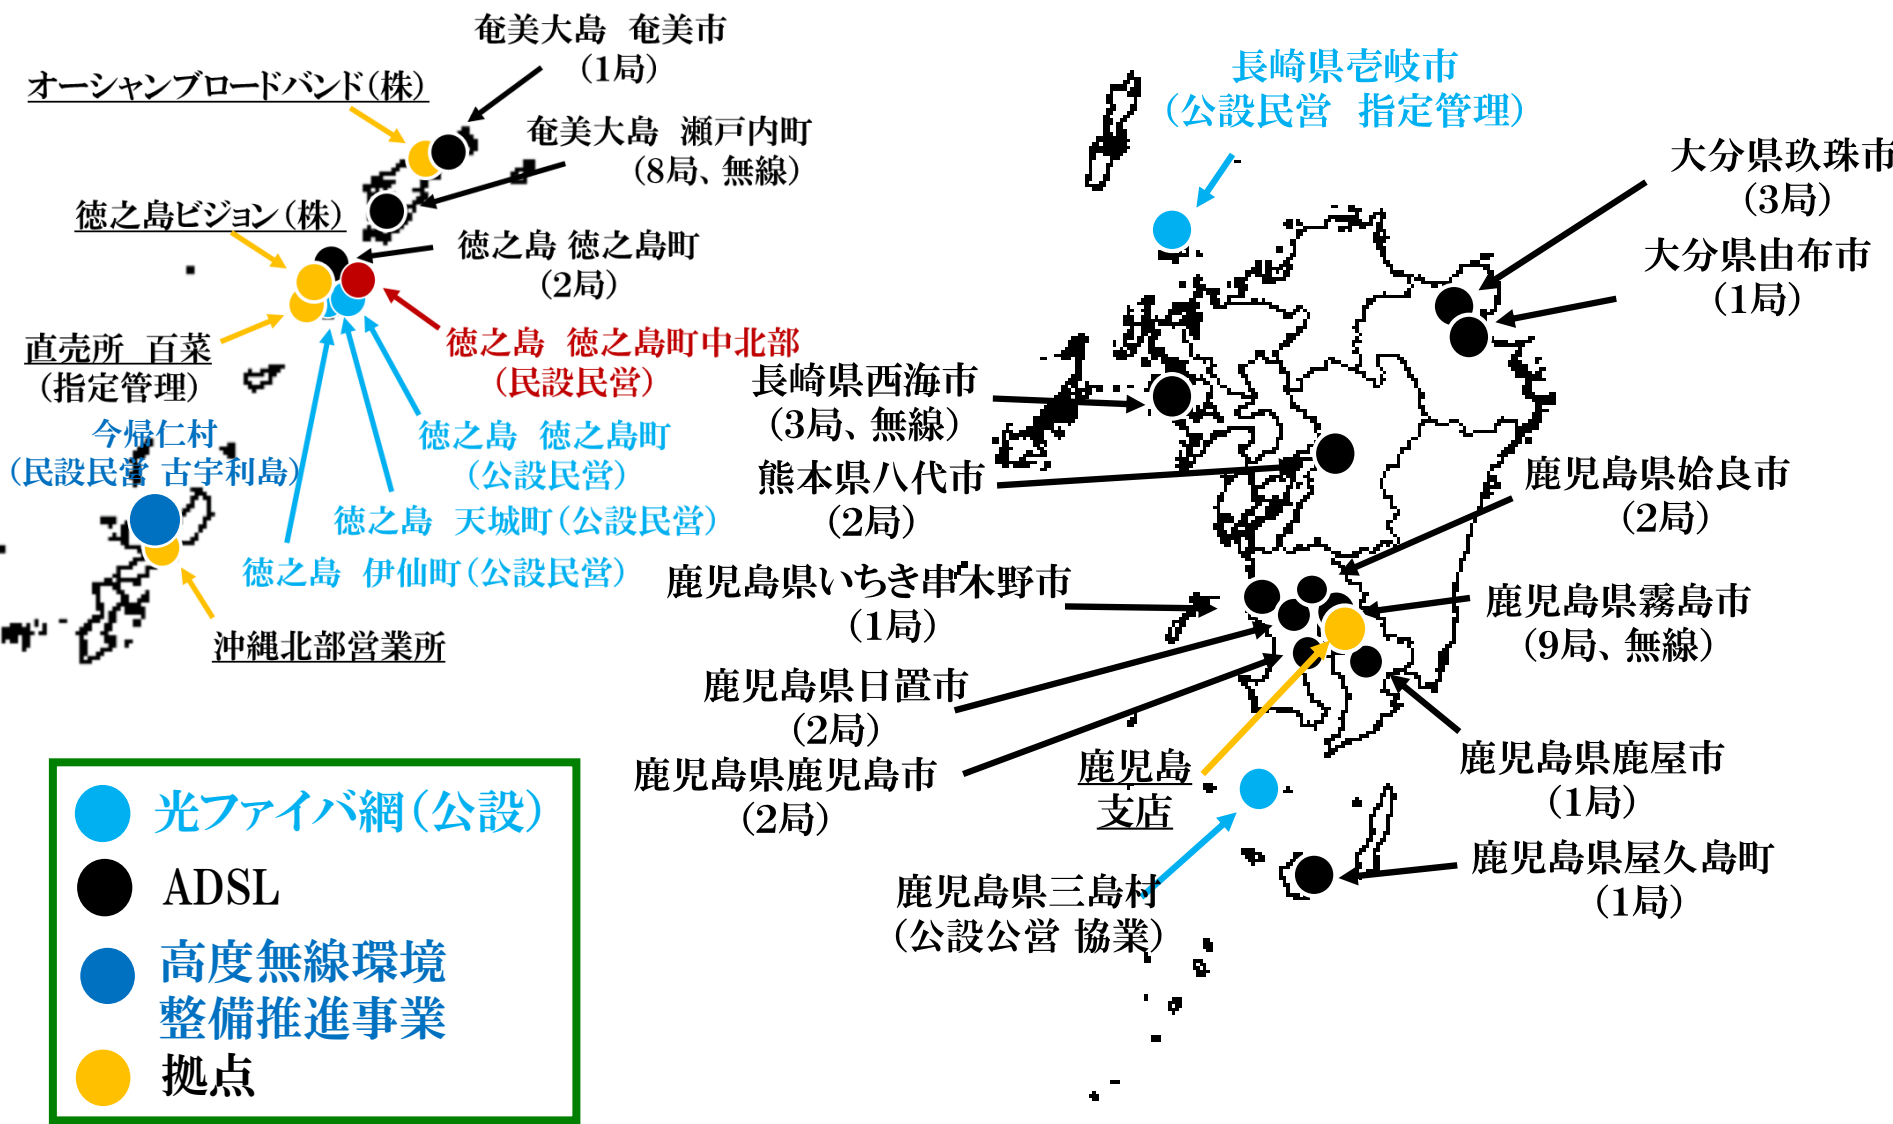 奄美大島 奄美市
(1局)
オーシャンブロードバンド(株)
奄美大島 瀬戸内町
(8局、無線)
徳之島ビジョン(株)
徳之島 徳之島町
(2局)
直売所 百菜
(指定管理)
徳之島 徳之島町中北部
(民設民営)
今帰仁村
(民設民営 古宇利島)
徳之島 徳之島町
(公設民営)
徳之島 天城町(公設民営)
徳之島 伊仙町(公設民営)
沖縄北部営業所
長崎県壱岐市
(公設民営 指定管理)
大分県玖珠市
(3局)
大分県由布市
(1局)
長崎県西海市
(3局、無線)
熊本県八代市
(2局)
鹿児島県姶良市
(2局)
鹿児島県いちき串木野市
(1局)
鹿児島県霧島市
(9局、無線)
鹿児島県日置市
(2局)
鹿児島県鹿児島市
(2局)
鹿児島
支店
鹿児島県鹿屋市
(1局)
鹿児島県屋久島町
(1局)
鹿児島県三島村
(公設公営 協業)
光ファイバ網(公設)
ADSL
高度無線環境
整備推進事業
拠点